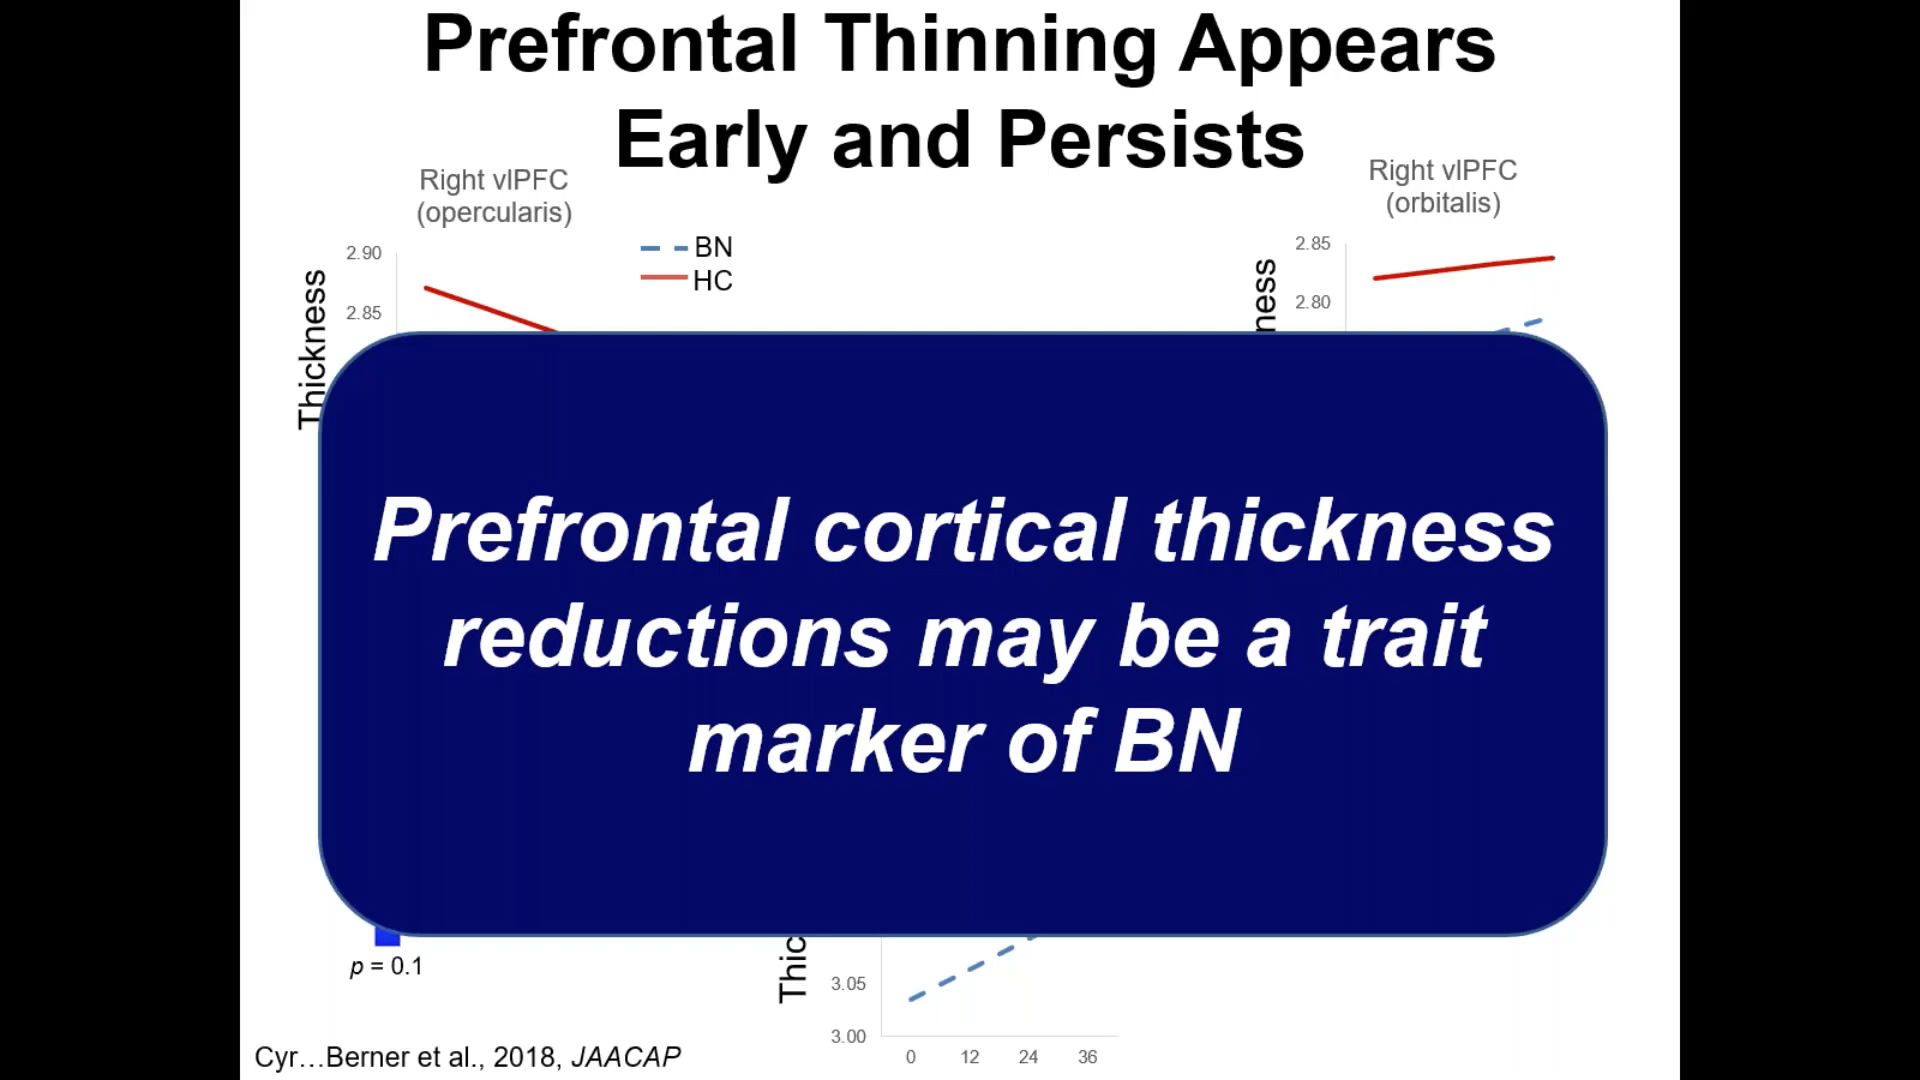 Prefrontal Thinning Appears
Early and Persists
Right vlPFC
(opercularis)
BN
HC
2.90
2.85
Thickness
Right vlPFC
(orbitalis)
2.85
2.80
ness
Prefrontal cortical thickness
reductions may be a trait
marker of BN
p = 0.1
Thic
3.05
3.00
0 12 24 36
Cyr…Berner et al., 2018, JAACAP